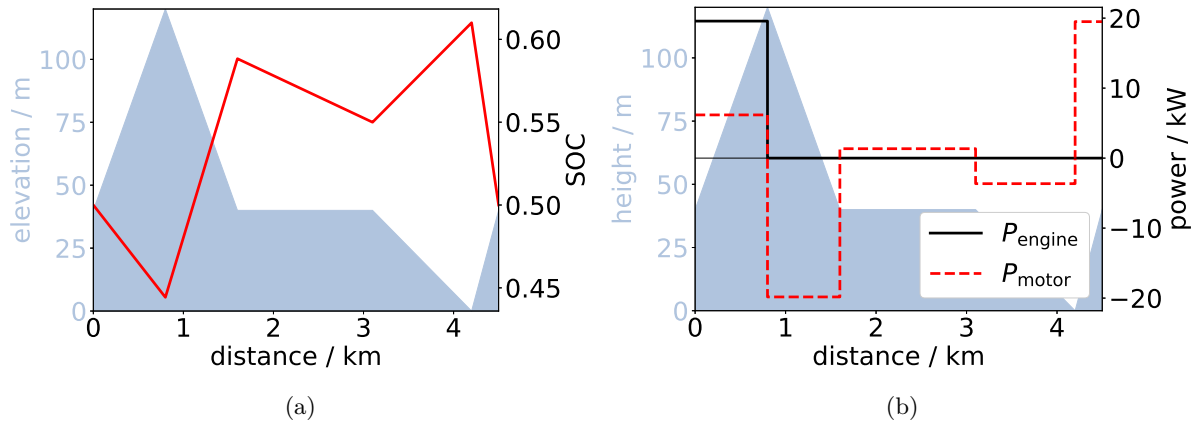 100
75
50
25
0
elevation / m
0.60
0.55
0.50
0.45
SOC
0 1 2 3 4
distance / km
(a)
100
75
50
25
0
height / m
20
10
0
−10
−20
power / kW
P_engine
P_motor
0 1 2 3 4
distance / km
(b)